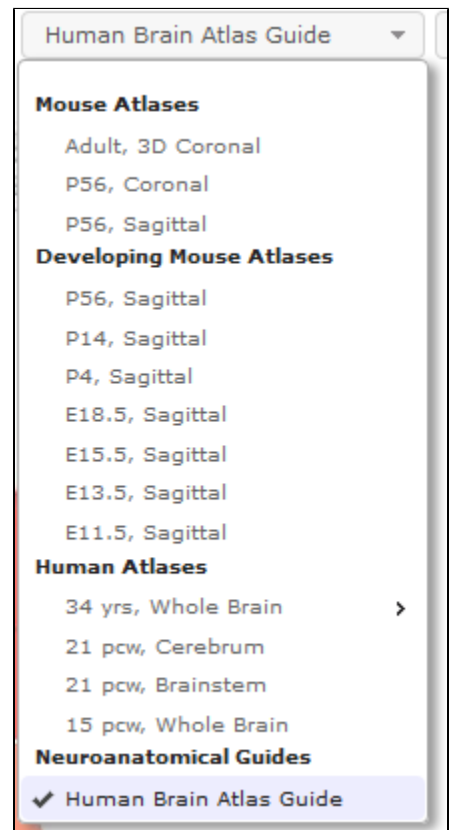 Human Brain Atlas Guide
Mouse Atlases
Adult, 3D Coronal
P56, Coronal
P56, Sagittal
Developing Mouse Atlases
P56, Sagittal
P14, Sagittal
P4, Sagittal
E18.5, Sagittal
E15.5, Sagittal
E13.5, Sagittal
E11.5, Sagittal
Human Atlases
34 yrs, Whole Brain
21 pcw, Cerebrum
21 pcw, Brainstem
15 pcw, Whole Brain
Neuroanatomical Guides
Human Brain Atlas Guide